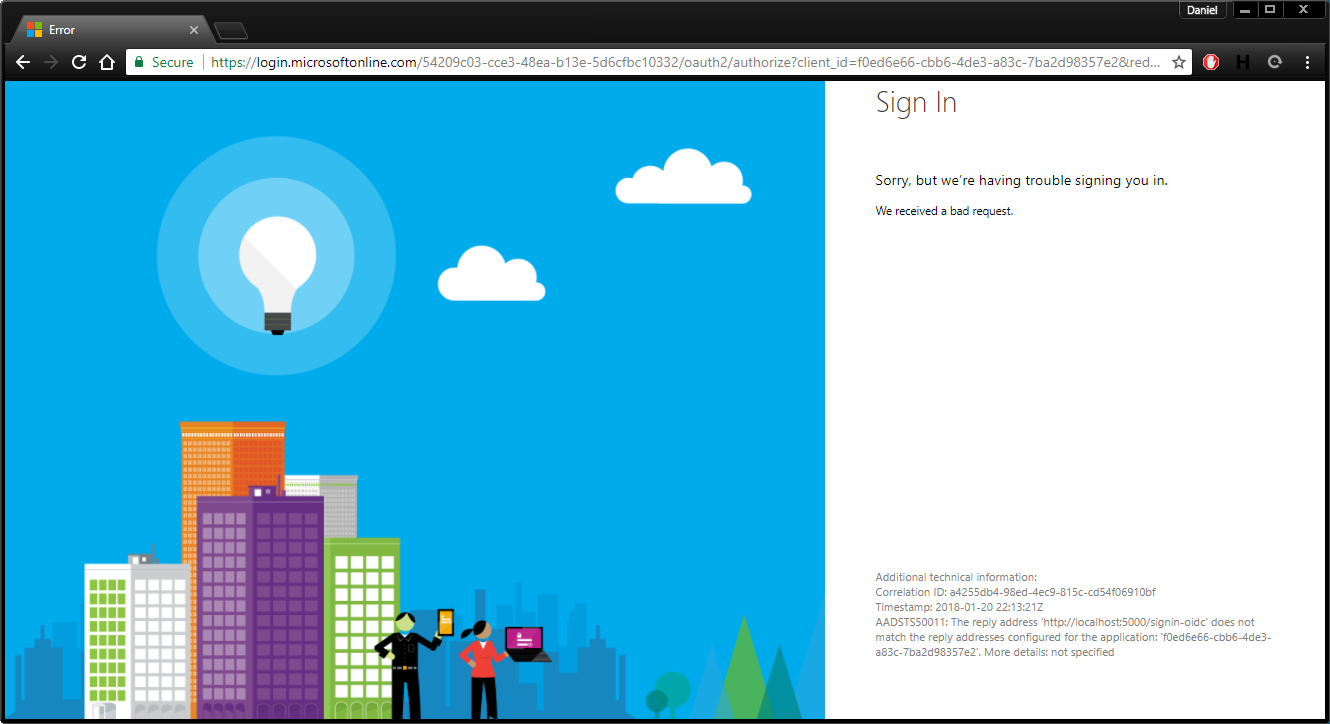 Daniel
Error
Secure
https://login.microsoftonline.com/54209c03-cce3-48ea-b13e-5d6cfbc10332/oauth2/authorize?client_id=f0ed6e66-cbb6-4de3-a83c-7ba2d98357e2&red...
H
Sign In
Sorry, but we're having trouble signing you in.
We received a bad request.
Additional technical information:
Correlation ID: a4255db4-98ed-4ec9-815c-cd54f06910bf
Timestamp: 2018-01-20 22:13:21Z
AADSTS50011: The reply address 'http://localhost:5000/signin-oidc' does not
match the reply addresses configured for the application: 'f0ed6e66-cbb6-4de3-
a83c-7ba2d98357e2'. More details: not specified